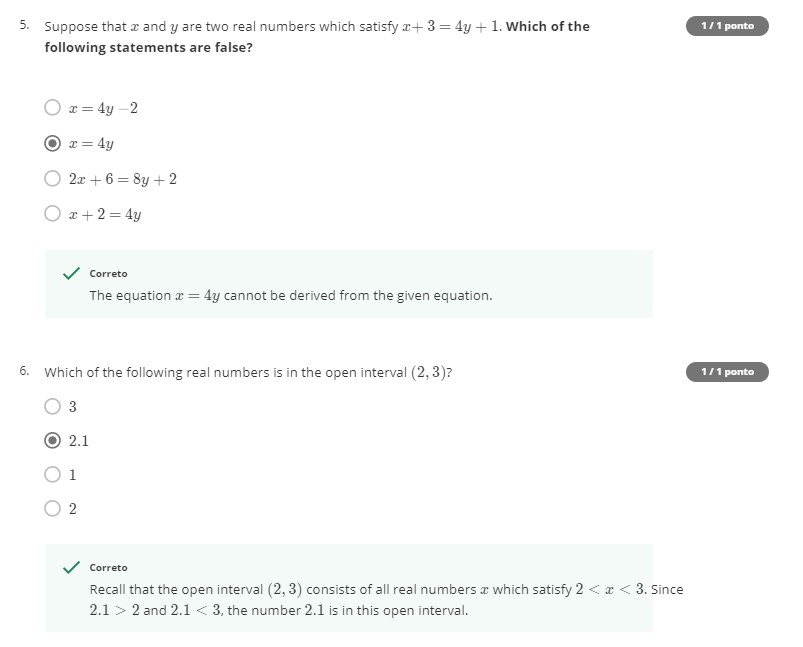 5. Suppose that x and y are two real numbers which satisfy x+ 3 = 4y + 1. Which of the
1 / 1 ponto
following statements are false?
x = 4y −2
x = 4y
2x + 6 = 8y + 2
x + 2 = 4y
Correto
The equation x = 4y cannot be derived from the given equation.
6. Which of the following real numbers is in the open interval (2, 3)?
1 / 1 ponto
3
2.1
1
2
Correto
Recall that the open interval (2, 3) consists of all real numbers x which satisfy 2 < x < 3. Since
2.1 > 2 and 2.1 < 3, the number 2.1 is in this open interval.